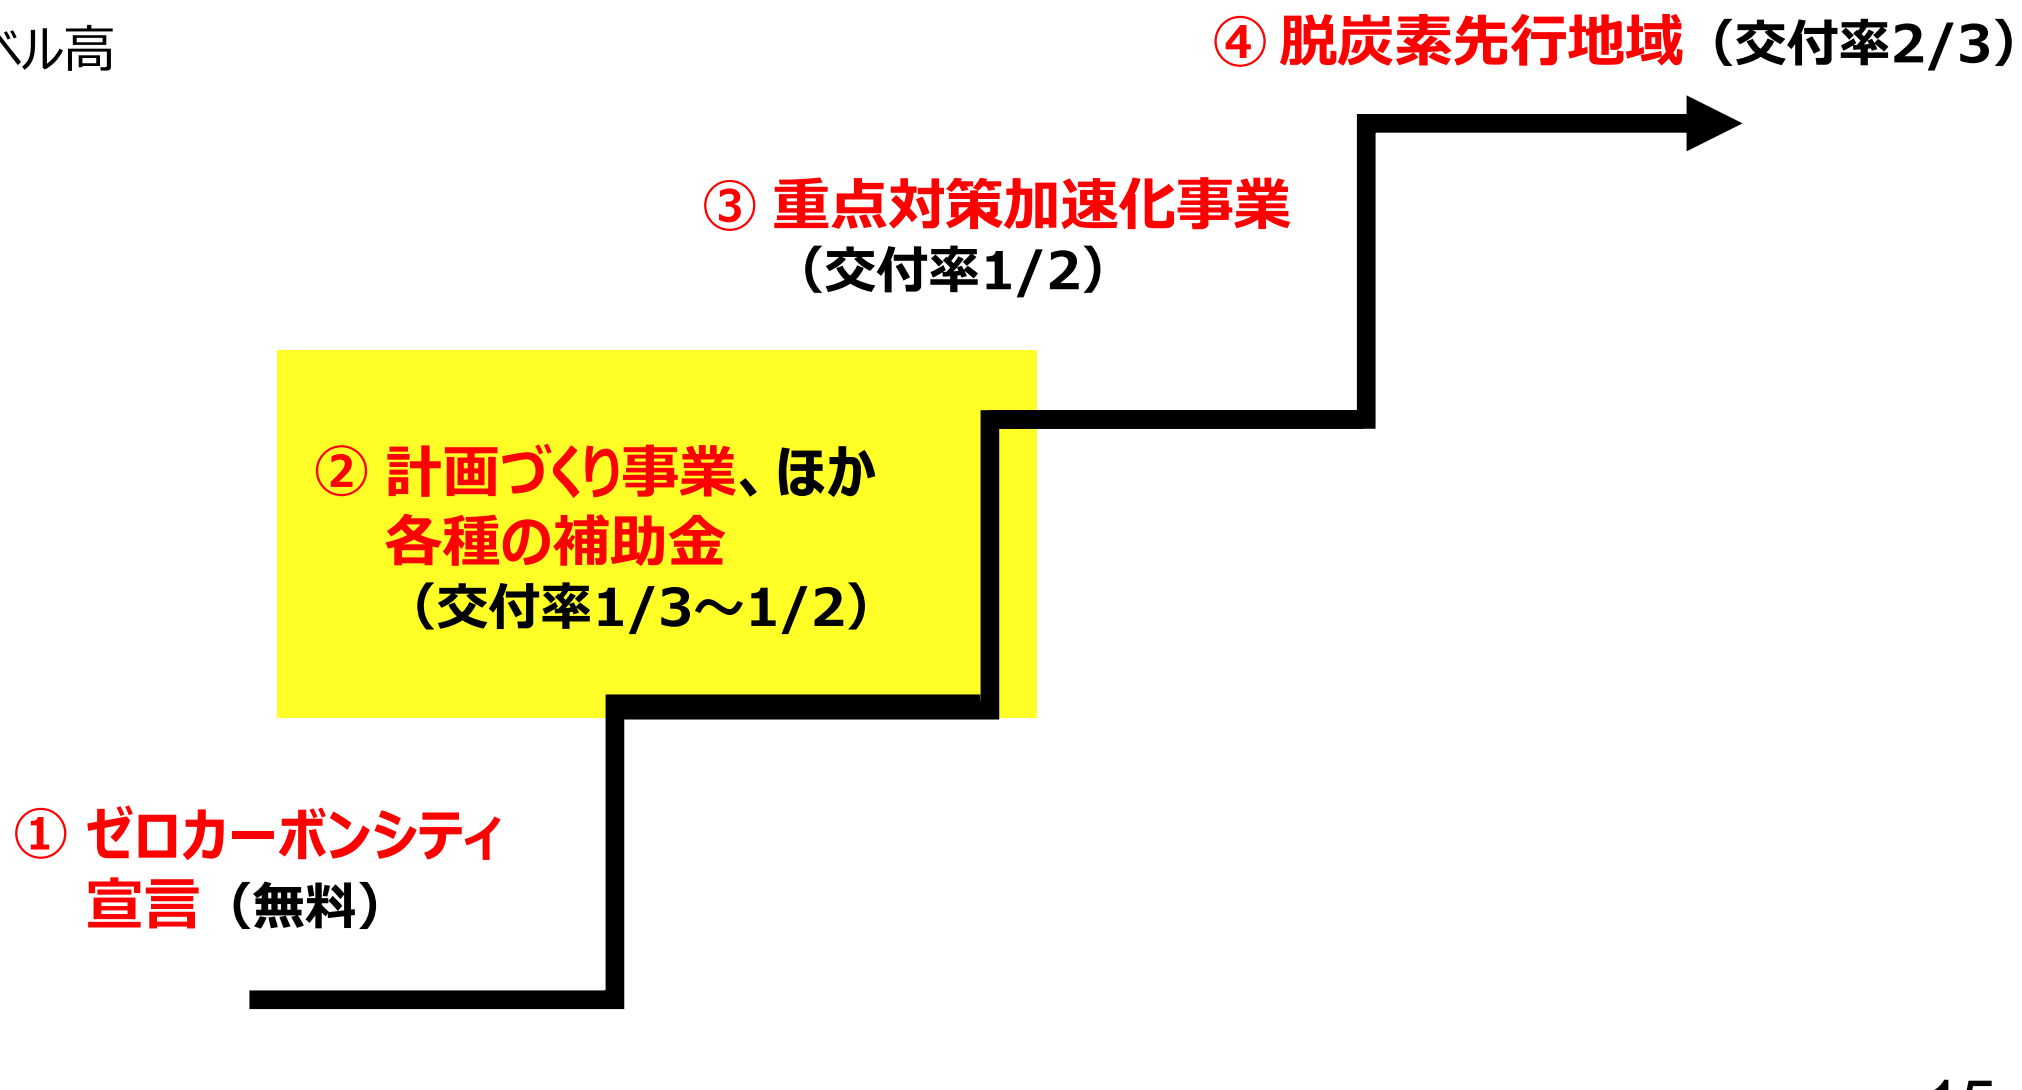 ベル高
④ 脱炭素先行地域（交付率2/3）
③ 重点対策加速化事業
（交付率1/2）
② 計画づくり事業、ほか
各種の補助金
（交付率1/3～1/2）
① ゼロカーボンシティ
宣言（無料）